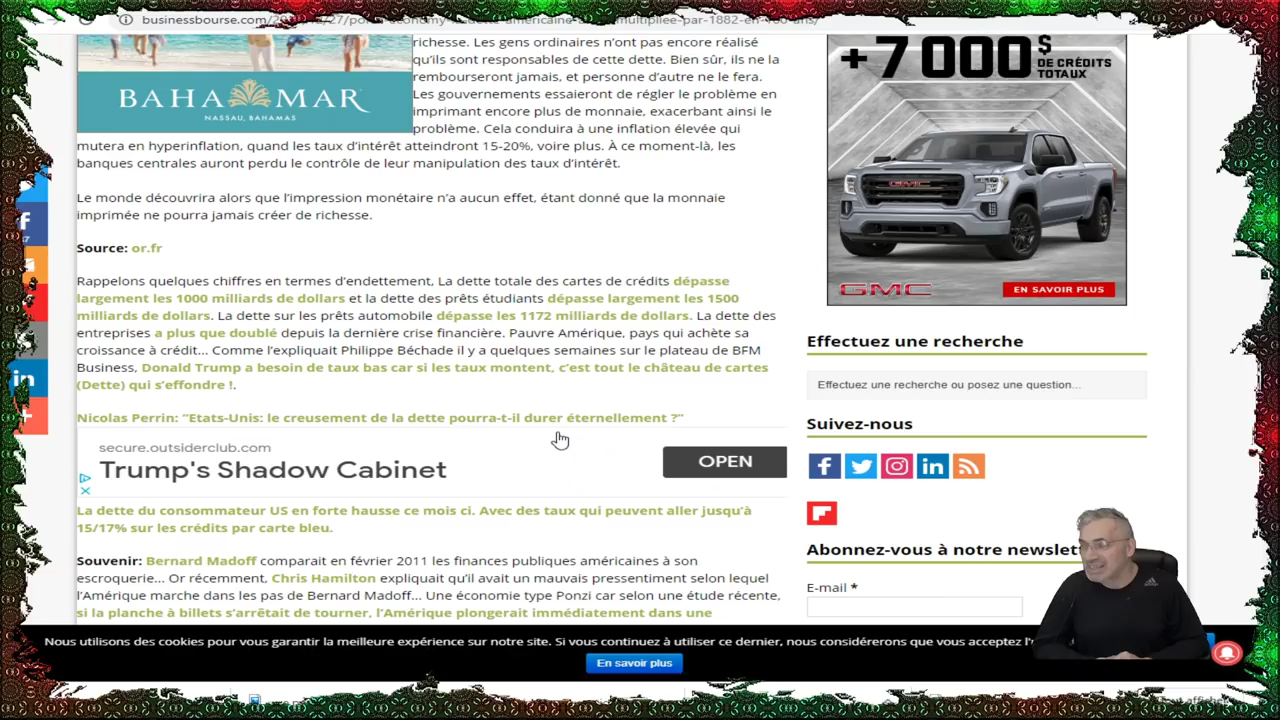 businessbourse.com
BAHA MAR
NASSAU, BAHAMAS
richesse. Les gens ordinaires n'ont pas encore réalisé
qu'ils sont responsables de cette dette. Bien sûr, ils ne la
rembourseront jamais, et personne d'autre ne le fera.
Les gouvernements essaieront de régler le problème en
imprimant encore plus de monnaie, exacerbant ainsi le
problème. Cela conduira à une inflation élevée qui
mutera en hyperinflation, quand les taux d'intérêt atteindront 15-20%, voire plus. À ce moment-là, les
banques centrales auront perdu le contrôle de leur manipulation des taux d'intérêt.
Le monde découvrira alors que l'impression monétaire n'a aucun effet, étant donné que la monnaie
imprimée ne pourra jamais créer de richesse.
Source: or.fr
Rappelons quelques chiffres en termes d'endettement, La dette totale des cartes de crédits dépasse
largement les 1000 milliards de dollars et la dette des prêts étudiants dépasse largement les 1500
milliards de dollars. La dette sur les prêts automobile dépasse les 1172 milliards de dollars. La dette des
entreprises a plus que doublé depuis la dernière crise financière. Pauvre Amérique, pays qui achète sa
croissance à crédit... Comme l'expliquait Philippe Béchade il y a quelques semaines sur le plateau de BFM
Business, Donald Trump a besoin de taux bas car si les taux montent, c'est tout le château de cartes
(Dette) qui s'effondre !.
Nicolas Perrin: "Etats-Unis: le creusement de la dette pourra-t-il durer éternellement ?"
secure.outsiderclub.com
Trump's Shadow Cabinet
OPEN
La dette du consommateur US en forte hausse ce mois ci. Avec des taux qui peuvent aller jusqu'à
15/17% sur les crédits par carte bleu.
Souvenir: Bernard Madoff comparait en février 2011 les finances publiques américaines à son
escroquerie... Or récemment, Chris Hamilton expliquait qu'il avait un mauvais pressentiment selon lequel
l'Amérique marche dans les pas de Bernard Madoff... Une économie type Ponzi car selon une étude récente,
si la planche à billets s'arrêtait de tourner, l'Amérique plongerait immédiatement dans une
+7 000$
DE CRÉDITS
TOTAUX
GMC
GMC
EN SAVOIR PLUS
Effectuez une recherche
Effectuez une recherche ou posez une question...
Suivez-nous
Abonnez-vous à notre newslett
E-mail *
Nous utilisons des cookies pour vous garantir la meilleure expérience sur notre site. Si vous continuez à utiliser ce dernier, nous considérerons que vous acceptez l'
En savoir plus